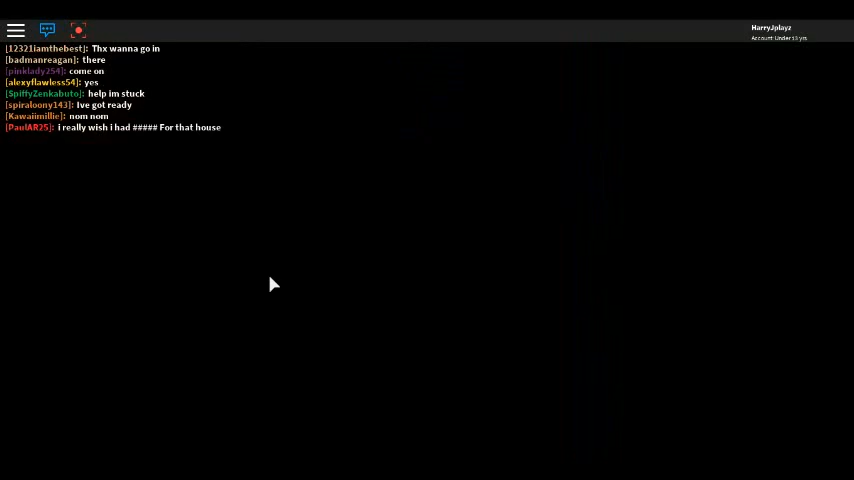 HarryJplayz
Account: Under 13 yrs
[12321iamthebest]: Thx wanna go in
[badmanreagan]: there
[pinklady254]: come on
[alexyflawless54]: yes
[SpiffyZenkabuto]: help im stuck
[spiraloony143]: Ive got ready
[Kawaiimillie]: nom nom
[PaulAR25]: i really wish i had ##### For that house